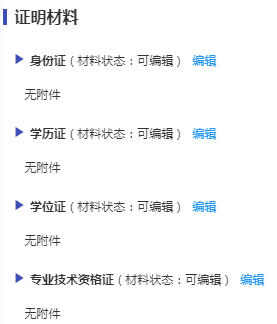 证明材料
身份证（材料状态：可编辑） 编辑
无附件
学历证（材料状态：可编辑） 编辑
无附件
学位证（材料状态：可编辑） 编辑
无附件
专业技术资格证（材料状态：可编辑） 编辑
无附件